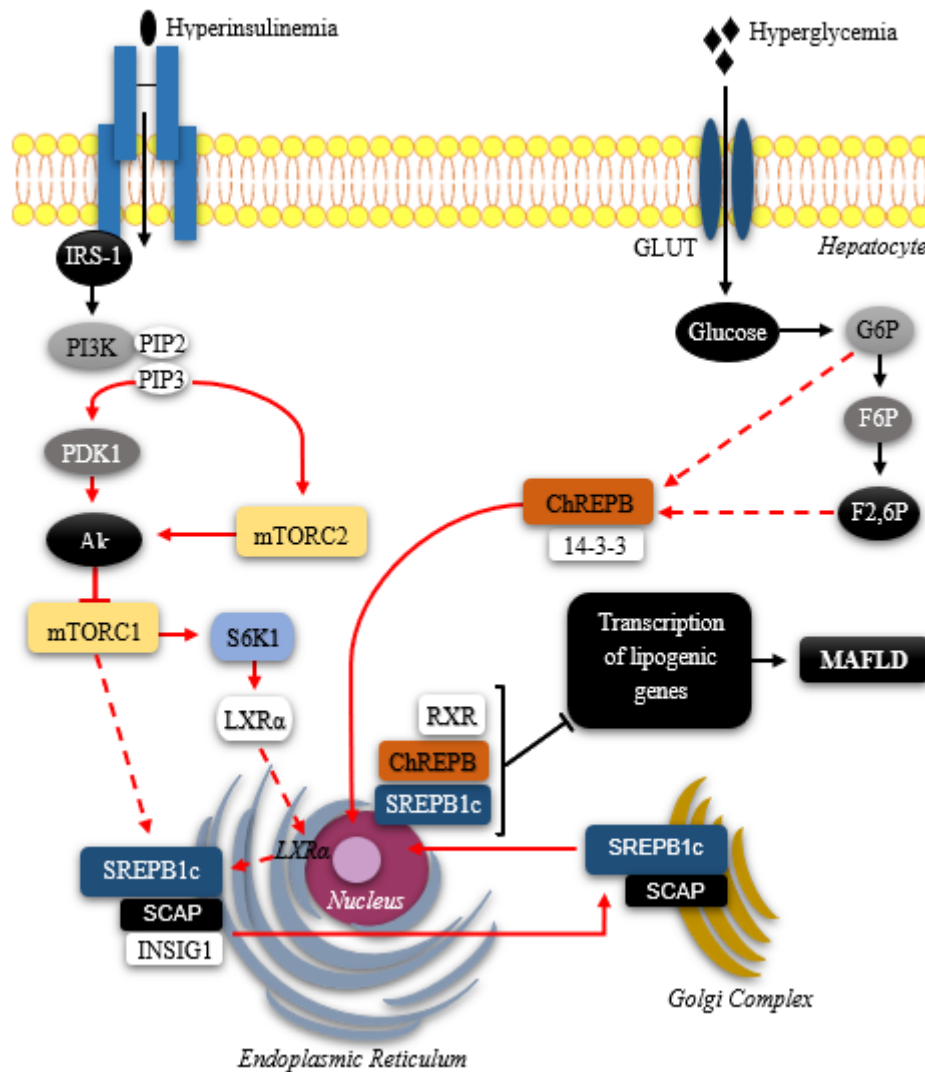 Hyperinsulinemia
Hyperglycemia
IRS-1
GLUT
Hepatocyte
PI3K
PIP2
PIP3
Glucose
G6P
F6P
F2,6P
PDK1
Ak
mTORC2
mTORC1
S6K1
LXRα
ChREPB
14-3-3
Transcription
of lipogenic
genes
MAFLD
RXR
ChREPB
SREPB1c
LXRα
Nucleus
SREPB1c
SCAP
INSIG1
SREPB1c
SCAP
Golgi Complex
Endoplasmic Reticulum